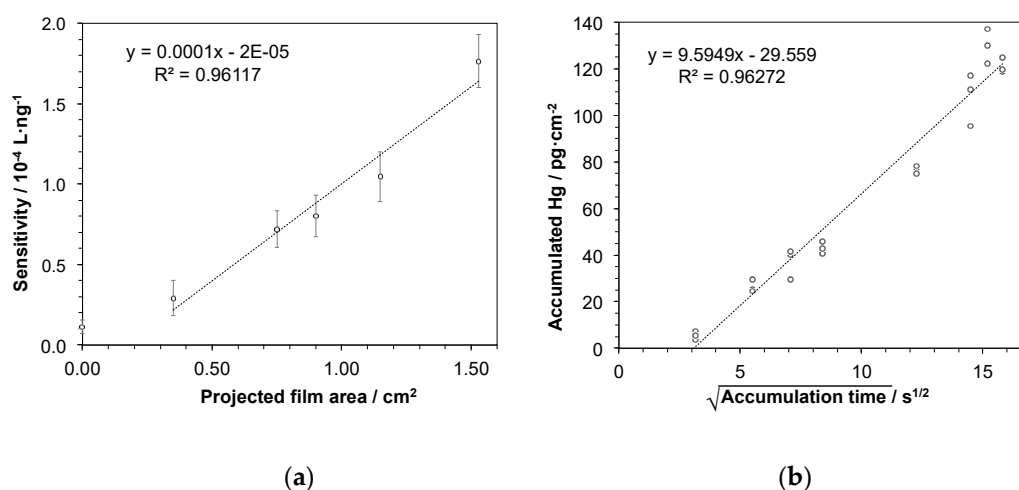 2.0
y = 0.0001x - 2E-05
R² = 0.96117
1.5
1.0
0.5
0.0
0.00 0.50 1.00 1.50
Sensitivity / 10⁻⁴ L·ng⁻¹
Projected film area / cm²
(a)
140
y = 9.5949x - 29.559
R² = 0.96272
120
100
80
60
40
20
0
0 5 10 15
Accumulated Hg / pg·cm⁻²
√Accumulation time / s¹ᐟ²
(b)